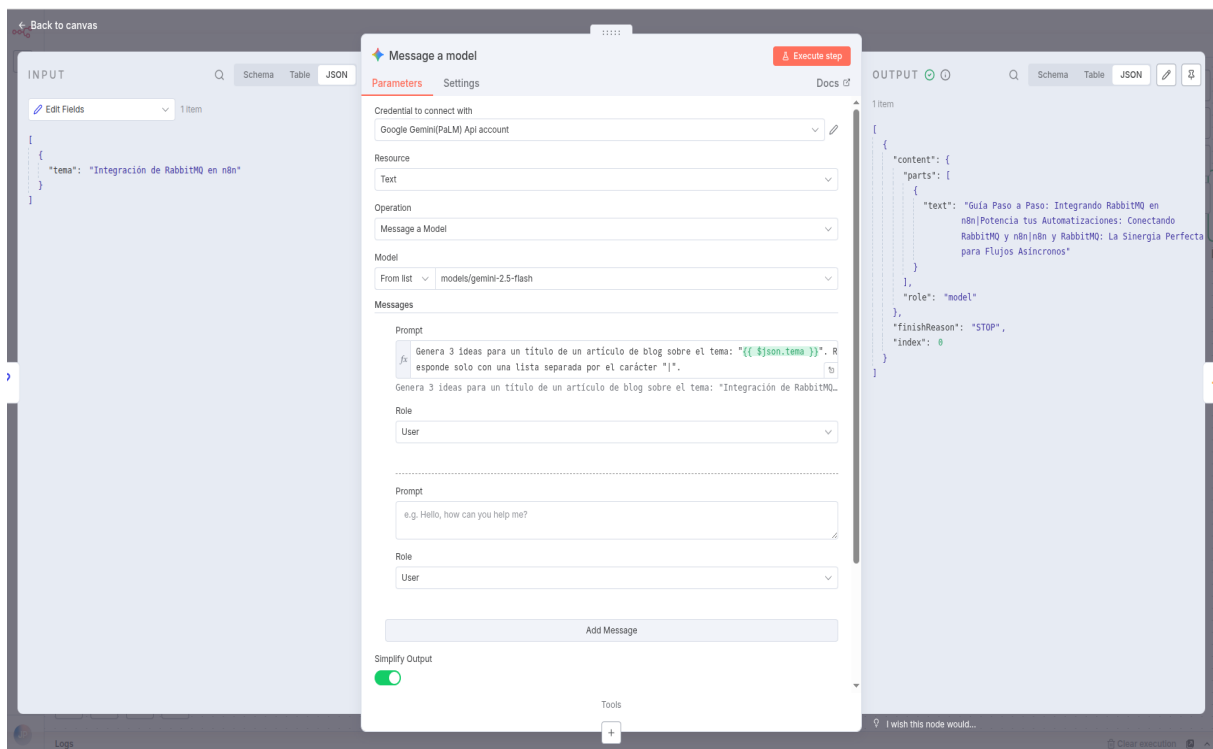 ← Back to canvas
INPUT
Schema Table JSON
Edit Fields
1 item
[
{
"tema": "Integración de RabbitMQ en n8n"
}
]
Message a model
Execute step
Parameters Settings
Docs
Credential to connect with
Google Gemini(PaLM) Api account
Resource
Text
Operation
Message a Model
Model
From list models/gemini-2.5-flash
Messages
Prompt
fx
Genera 3 ideas para un título de un artículo de blog sobre el tema: "{{ $json.tema }}". R
esponde solo con una lista separada por el carácter "|".
Genera 3 ideas para un título de un artículo de blog sobre el tema: "Integración de RabbitMQ…
Role
User
Prompt
e.g. Hello, how can you help me?
Role
User
Add Message
Simplify Output
Tools
+
OUTPUT
Schema Table JSON
1 item
[
{
"content": {
"parts": [
{
"text": "Guía Paso a Paso: Integrando RabbitMQ en
n8n|Potencia tus Automatizaciones: Conectando
RabbitMQ y n8n|n8n y RabbitMQ: La Sinergia Perfecta
para Flujos Asíncronos"
}
],
"role": "model"
},
"finishReason": "STOP",
"index": 0
}
]
I wish this node would...
Logs
Clear execution